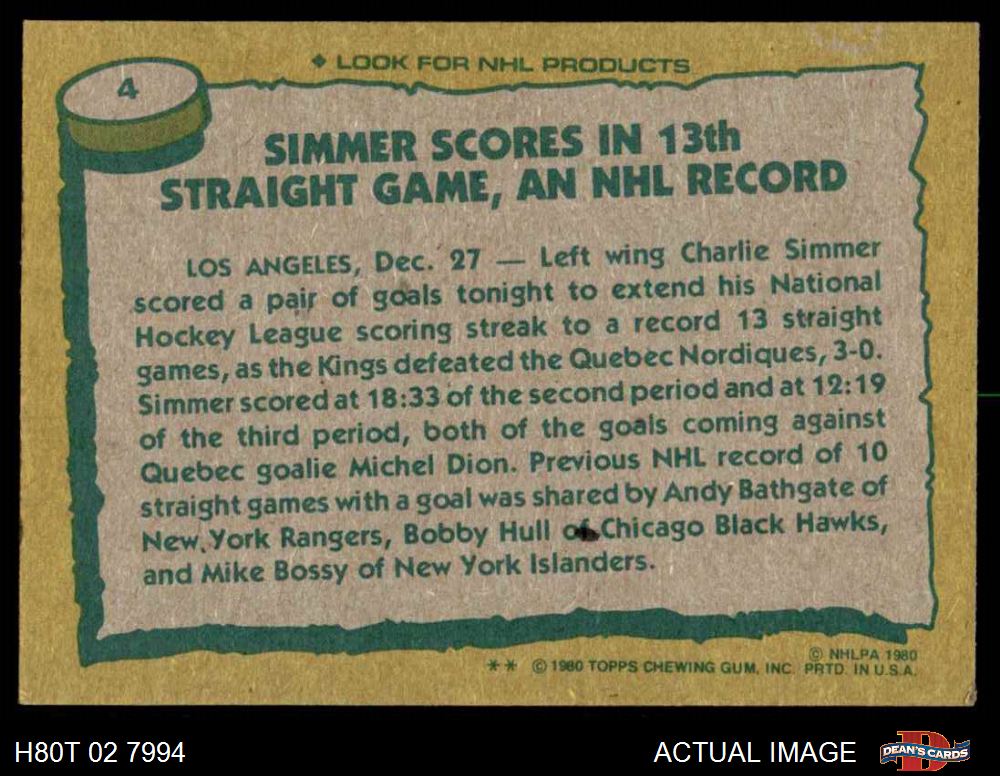 4
◆ LOOK FOR NHL PRODUCTS
SIMMER SCORES IN 13th
STRAIGHT GAME, AN NHL RECORD
LOS ANGELES, Dec. 27 — Left wing Charlie Simmer
scored a pair of goals tonight to extend his National
Hockey League scoring streak to a record 13 straight
games, as the Kings defeated the Quebec Nordiques, 3-0.
Simmer scored at 18:33 of the second period and at 12:19
of the third period, both of the goals coming against
Quebec goalie Michel Dion. Previous NHL record of 10
straight games with a goal was shared by Andy Bathgate of
New York Rangers, Bobby Hull of Chicago Black Hawks,
and Mike Bossy of New York Islanders.
© NHLPA 1980
** © 1980 TOPPS CHEWING GUM, INC. PRTD. IN U.S.A.
H80T 02 7994
ACTUAL IMAGE
D
DEAN'S CARDS